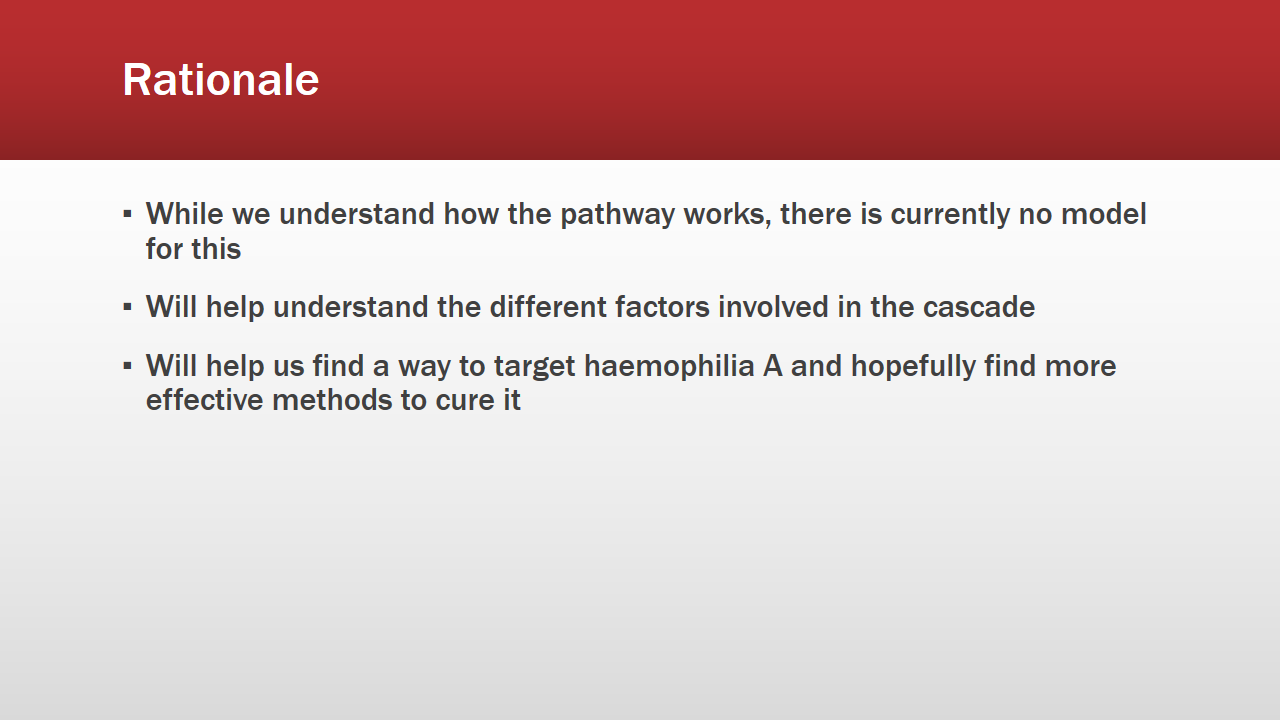 Rationale
▪ While we understand how the pathway works, there is currently no model
for this
▪ Will help understand the different factors involved in the cascade
▪ Will help us find a way to target haemophilia A and hopefully find more
effective methods to cure it